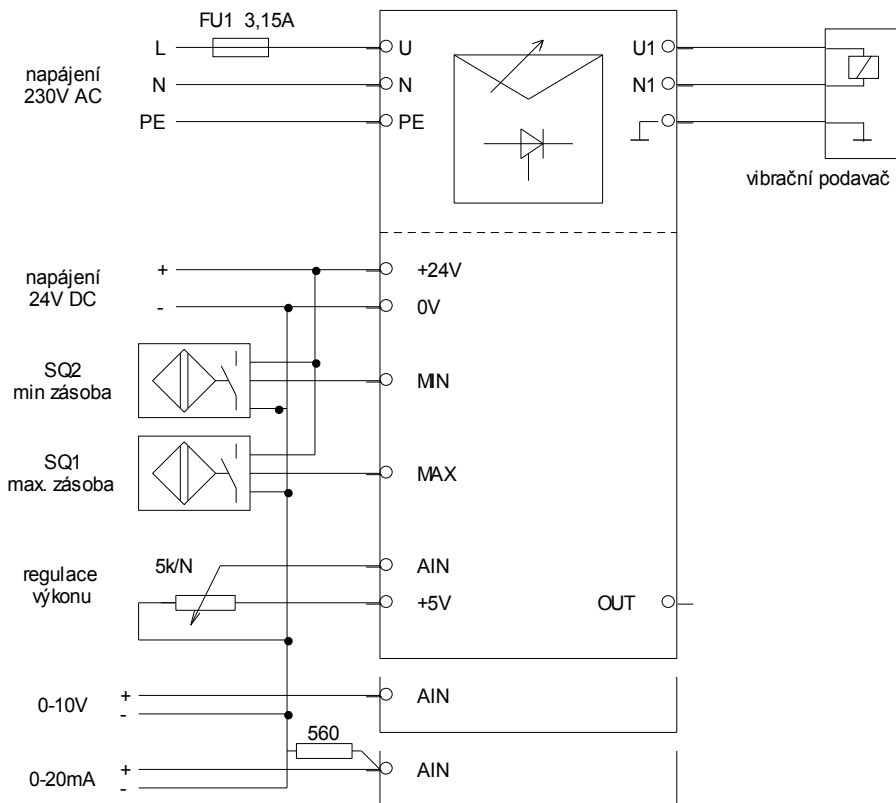 FU1 3,15A
L
U
U1
napájení
230V AC
N
N
N1
PE
PE
vibrační podavač
napájení
24V DC
+
+24V
-
0V
SQ2
min zásoba
MIN
SQ1
max. zásoba
MAX
regulace
výkonu
5k/N
AIN
+5V
OUT
0-10V
+
-
AIN
560
0-20mA
+
-
AIN